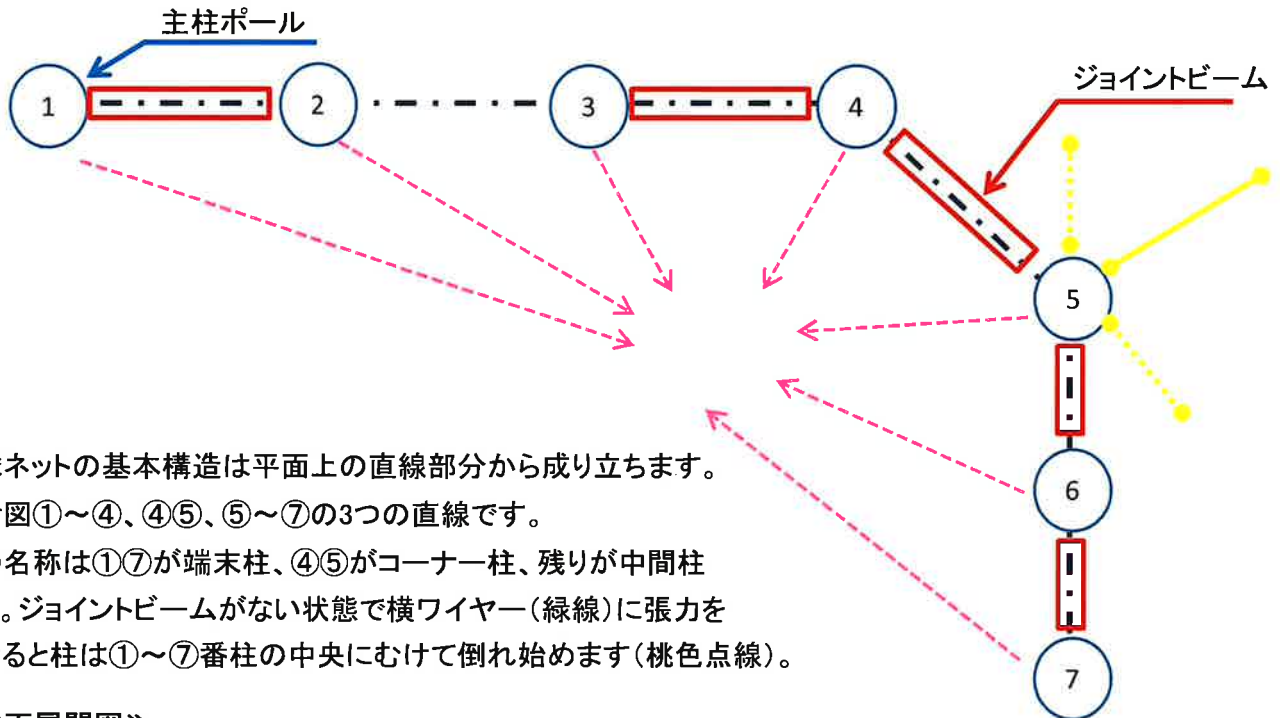 主柱ポール
ジョイントビーム
1
2
3
4
5
6
7
ネットの基本構造は平面上の直線部分から成り立ちます。
図①~④、④⑤、⑤~⑦の3つの直線です。
名称は①⑦が端末柱、④⑤がコーナー柱、残りが中間柱
。ジョイントビームがない状態で横ワイヤー(緑線)に張力を
ると柱は①~⑦番柱の中央にむけて倒れ始めます(桃色点線)。